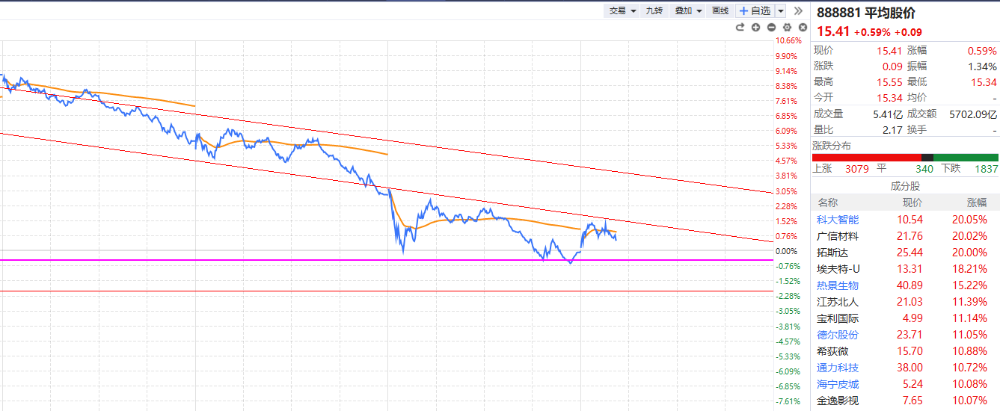 交易 九转 叠加 画线 自选
888881 平均股价
15.41 +0.59% +0.09
现价 15.41 涨幅 0.59%
涨跌 0.09 振幅 1.34%
最高 15.55 最低 15.34
今开 15.34 均价 -
成交量 5.41亿 成交额 5702.09亿
量比 2.17 换手 -
涨跌分布
上涨 3079 平 340 下跌 1837
成分股
名称 现价 涨幅
科大智能 10.54 20.05%
广信材料 21.76 20.02%
拓斯达 25.44 20.00%
埃夫特-U 13.31 18.21%
热景生物 40.89 15.22%
江苏北人 21.03 11.39%
宝利国际 4.99 11.14%
德尔股份 23.71 11.05%
希荻微 15.70 10.88%
通力科技 38.00 10.72%
海宁皮城 5.24 10.08%
金逸影视 7.65 10.07%
10.66%
9.90%
9.14%
8.38%
7.61%
6.85%
6.09%
5.33%
4.57%
3.81%
3.05%
2.28%
1.52%
0.76%
0.00%
-0.76%
-1.52%
-2.28%
-3.05%
-3.81%
-4.57%
-5.33%
-6.09%
-6.85%
-7.61%